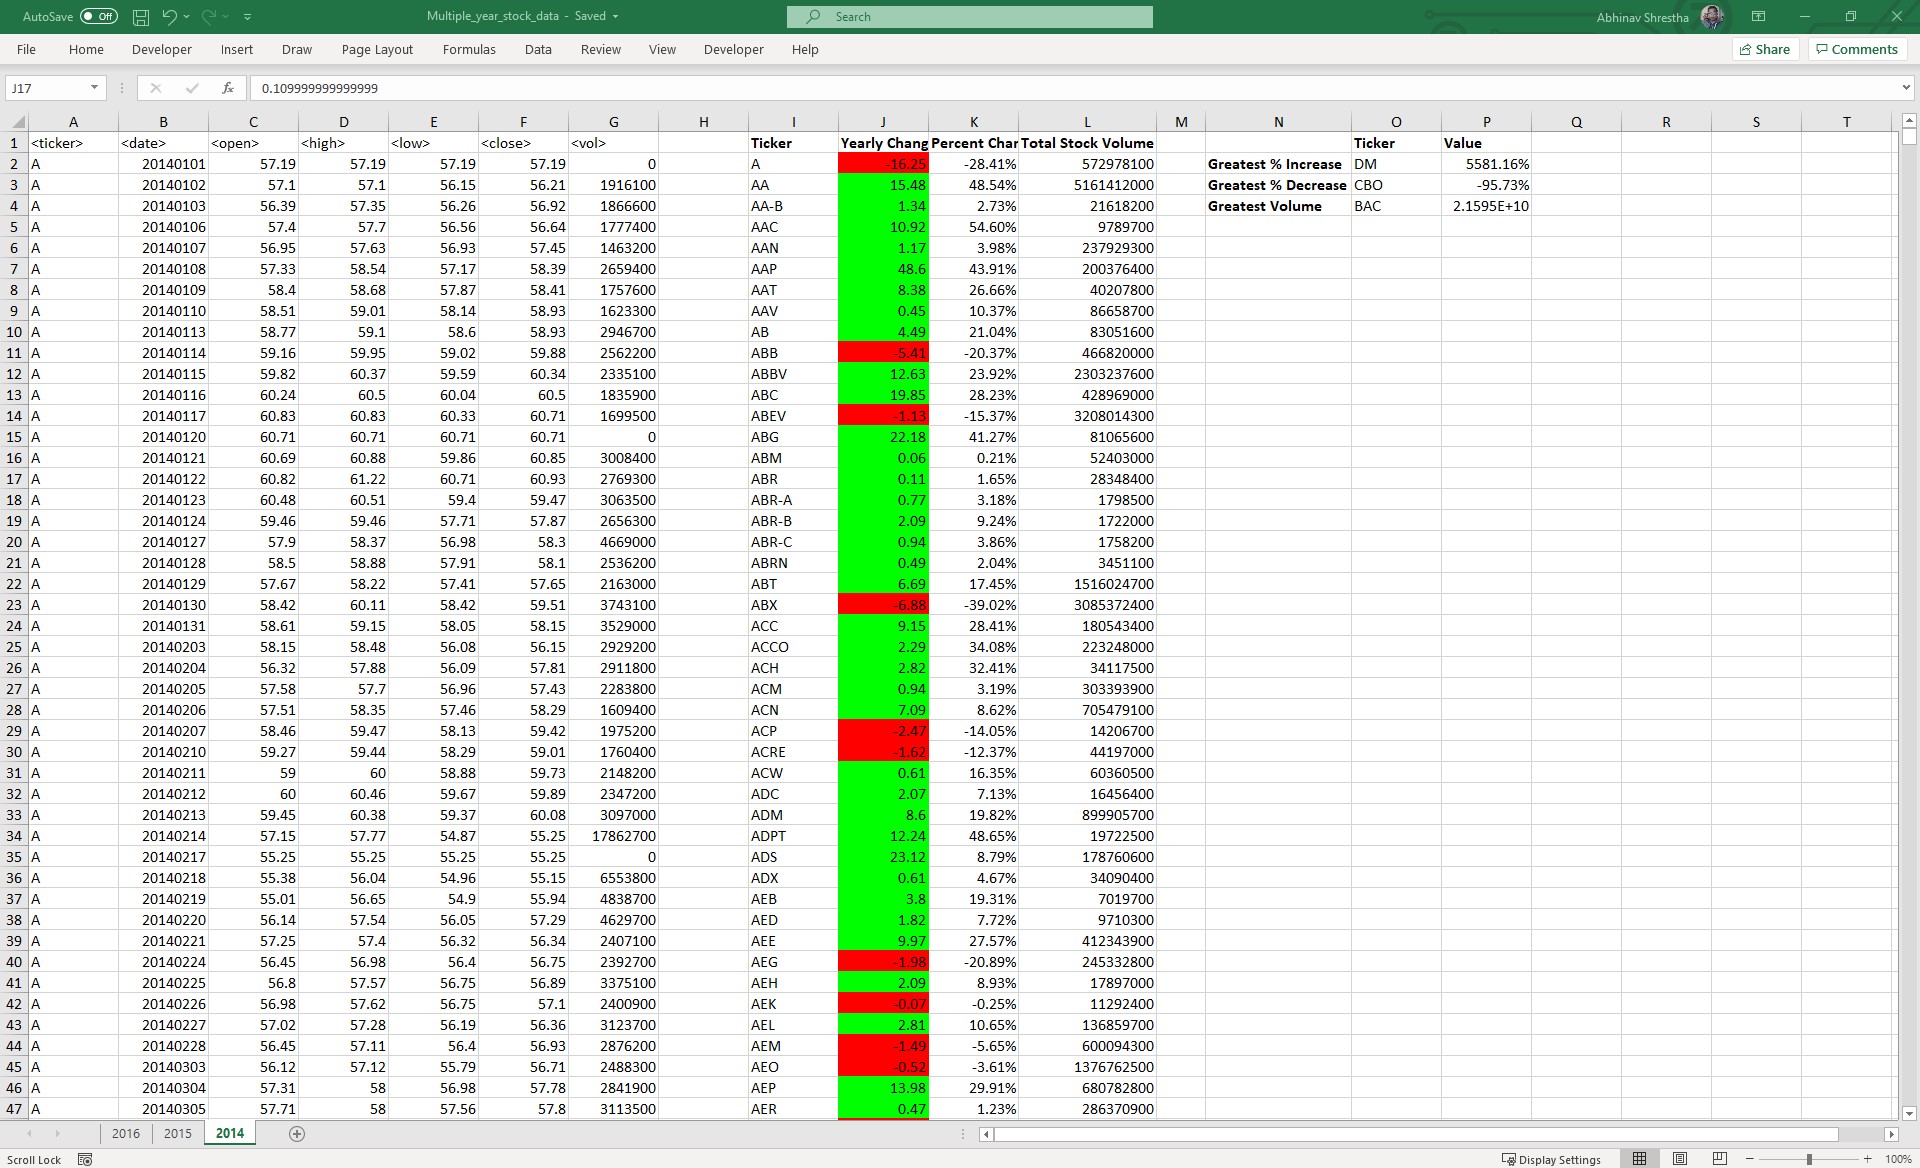 AutoSave Off Multiple_year_stock_data - Saved Search Abhinav Shrestha
File Home Developer Insert Draw Page Layout Formulas Data Review View Developer Help Share Comments
J17 fx 0.109999999999999
A B C D E F G H I J K L M N O P Q R S T
1 <ticker> <date> <open> <high> <low> <close> <vol> Ticker Yearly Chang Percent Char Total Stock Volume Ticker Value
2 A 20140101 57.19 57.19 57.19 57.19 0 A -16.25 -28.41% 572978100 Greatest % Increase DM 5581.16%
3 A 20140102 57.1 57.1 56.15 56.21 1916100 AA 15.48 48.54% 5161412000 Greatest % Decrease CBO -95.73%
4 A 20140103 56.39 57.35 56.26 56.92 1866600 AA-B 1.34 2.73% 21618200 Greatest Volume BAC 2.1595E+10
5 A 20140106 57.4 57.7 56.56 56.64 1777400 AAC 10.92 54.60% 9789700
6 A 20140107 56.95 57.63 56.93 57.45 1463200 AAN 1.17 3.98% 237929300
7 A 20140108 57.33 58.54 57.17 58.39 2659400 AAP 48.6 43.91% 200376400
8 A 20140109 58.4 58.68 57.87 58.41 1757600 AAT 8.38 26.66% 40207800
9 A 20140110 58.51 59.01 58.14 58.93 1623300 AAV 0.45 10.37% 86658700
10 A 20140113 58.77 59.1 58.6 58.93 2946700 AB 4.49 21.04% 83051600
11 A 20140114 59.16 59.95 59.02 59.88 2562200 ABB -5.41 -20.37% 466820000
12 A 20140115 59.82 60.37 59.59 60.34 2335100 ABBV 12.63 23.92% 2303237600
13 A 20140116 60.24 60.5 60.04 60.5 1835900 ABC 19.85 28.23% 428969000
14 A 20140117 60.83 60.83 60.33 60.71 1699500 ABEV -1.13 -15.37% 3208014300
15 A 20140120 60.71 60.71 60.71 60.71 0 ABG 22.18 41.27% 81065600
16 A 20140121 60.69 60.88 59.86 60.85 3008400 ABM 0.06 0.21% 52403000
17 A 20140122 60.82 61.22 60.71 60.93 2769300 ABR 0.11 1.65% 28348400
18 A 20140123 60.48 60.51 59.4 59.47 3063500 ABR-A 0.77 3.18% 1798500
19 A 20140124 59.46 59.46 57.71 57.87 2656300 ABR-B 2.09 9.24% 1722000
20 A 20140127 57.9 58.37 56.98 58.3 4669000 ABR-C 0.94 3.86% 1758200
21 A 20140128 58.5 58.88 57.91 58.1 2536200 ABRN 0.49 2.04% 3451100
22 A 20140129 57.67 58.22 57.41 57.65 2163000 ABT 6.69 17.45% 1516024700
23 A 20140130 58.42 60.11 58.42 59.51 3743100 ABX -6.88 -39.02% 3085372400
24 A 20140131 58.61 59.15 58.05 58.15 3529000 ACC 9.15 28.41% 180543400
25 A 20140203 58.15 58.48 56.08 56.15 2929200 ACCO 2.29 34.08% 223248000
26 A 20140204 56.32 57.88 56.09 57.81 2911800 ACH 2.82 32.41% 34117500
27 A 20140205 57.58 57.7 56.96 57.43 2283800 ACM 0.94 3.19% 303393900
28 A 20140206 57.51 58.35 57.46 58.29 1609400 ACN 7.09 8.62% 705479100
29 A 20140207 58.46 59.47 58.13 59.42 1975200 ACP -2.47 -14.05% 14206700
30 A 20140210 59.27 59.44 58.29 59.01 1760400 ACRE -1.62 -12.37% 44197000
31 A 20140211 59 60 58.88 59.73 2148200 ACW 0.61 16.35% 60360500
32 A 20140212 60 60.46 59.67 59.89 2347200 ADC 2.07 7.13% 16456400
33 A 20140213 59.45 60.38 59.37 60.08 3097000 ADM 8.6 19.82% 899905700
34 A 20140214 57.15 57.77 54.87 55.25 17862700 ADPT 12.24 48.65% 19722500
35 A 20140217 55.25 55.25 55.25 55.25 0 ADS 23.12 8.79% 178760600
36 A 20140218 55.38 56.04 54.96 55.15 6553800 ADX 0.61 4.67% 34090400
37 A 20140219 55.01 56.65 54.9 55.94 4838700 AEB 3.8 19.31% 7019700
38 A 20140220 56.14 57.54 56.05 57.29 4629700 AED 1.82 7.72% 9710300
39 A 20140221 57.25 57.4 56.32 56.34 2407100 AEE 9.97 27.57% 412343900
40 A 20140224 56.45 56.98 56.4 56.75 2392700 AEG -1.98 -20.89% 245332800
41 A 20140225 56.8 57.57 56.75 56.89 3375100 AEH 2.09 8.93% 17897000
42 A 20140226 56.98 57.62 56.75 57.1 2400900 AEK -0.07 -0.25% 11292400
43 A 20140227 57.02 57.28 56.19 56.36 3123700 AEL 2.81 10.65% 136859700
44 A 20140228 56.45 57.11 56.4 56.93 2876200 AEM -1.49 -5.65% 600094300
45 A 20140303 56.12 57.12 55.79 56.71 2488300 AEO -0.52 -3.61% 1376762500
46 A 20140304 57.31 58 56.98 57.78 2841900 AEP 13.98 29.91% 680782800
47 A 20140305 57.71 58 57.56 57.8 3113500 AER 0.47 1.23% 286370900
2016 2015 2014
Scroll Lock Display Settings 100%